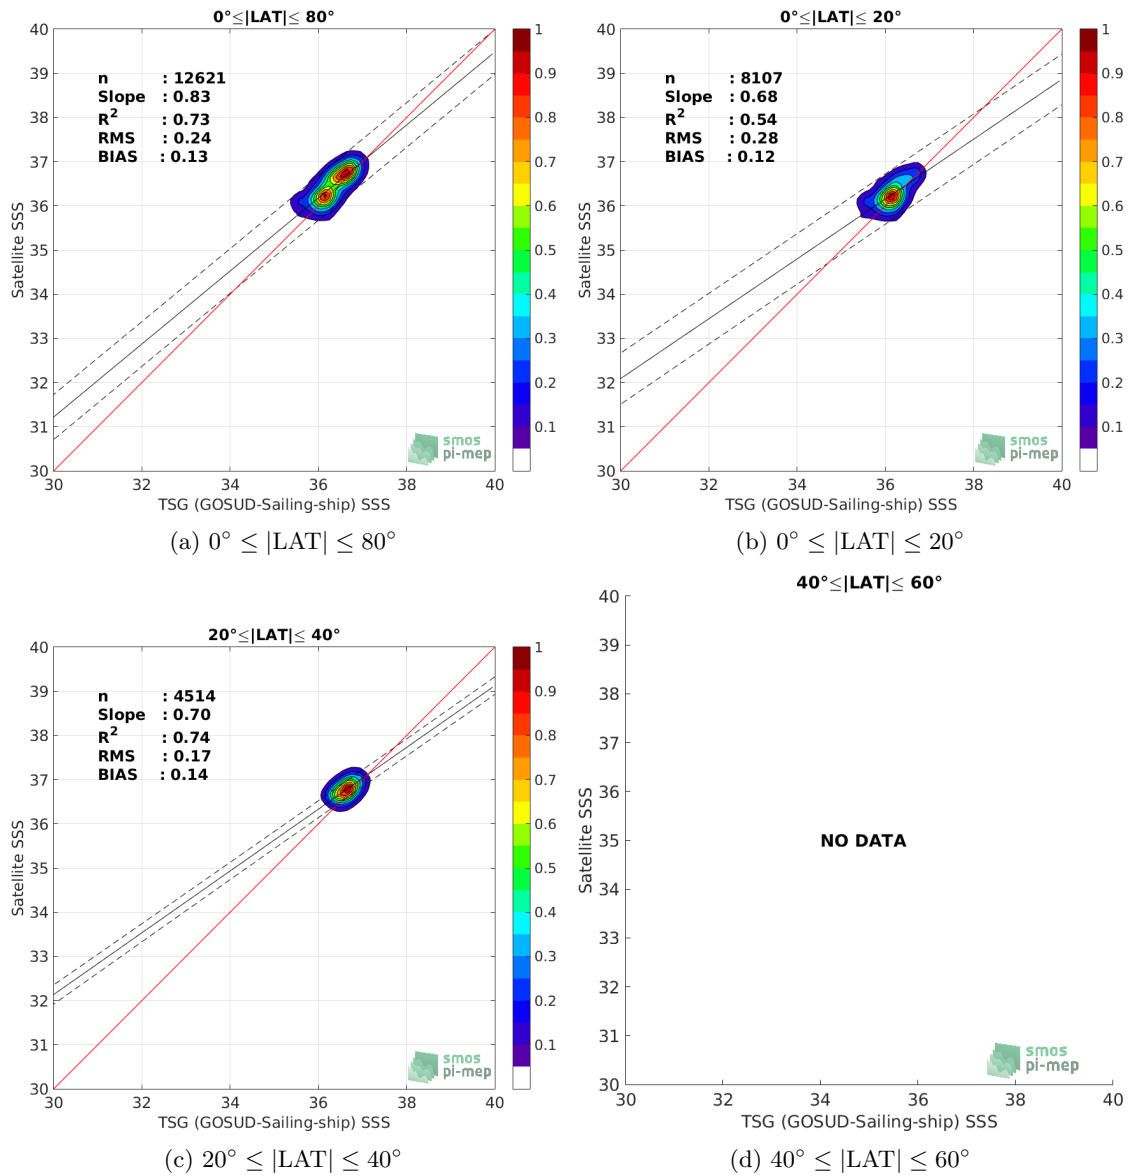 0°≤|LAT|≤ 80°
40
39
38
37
36
35
34
33
32
31
30
Satellite SSS
n : 12621
Slope : 0.83
R2 : 0.73
RMS : 0.24
BIAS : 0.13
smos
pi-mep
30 32 34 36 38 40
TSG (GOSUD-Sailing-ship) SSS
1
0.9
0.8
0.7
0.6
0.5
0.4
0.3
0.2
0.1
(a) 0° ≤ |LAT| ≤ 80°
0°≤|LAT|≤ 20°
40
39
38
37
36
35
34
33
32
31
30
Satellite SSS
n : 8107
Slope : 0.68
R2 : 0.54
RMS : 0.28
BIAS : 0.12
smos
pi-mep
30 32 34 36 38 40
TSG (GOSUD-Sailing-ship) SSS
1
0.9
0.8
0.7
0.6
0.5
0.4
0.3
0.2
0.1
(b) 0° ≤ |LAT| ≤ 20°
20°≤|LAT|≤ 40°
40
39
38
37
36
35
34
33
32
31
30
Satellite SSS
n : 4514
Slope : 0.70
R2 : 0.74
RMS : 0.17
BIAS : 0.14
smos
pi-mep
30 32 34 36 38 40
TSG (GOSUD-Sailing-ship) SSS
1
0.9
0.8
0.7
0.6
0.5
0.4
0.3
0.2
0.1
(c) 20° ≤ |LAT| ≤ 40°
40°≤|LAT|≤ 60°
40
39
38
37
36
35
34
33
32
31
30
Satellite SSS
NO DATA
smos
pi-mep
30 32 34 36 38 40
TSG (GOSUD-Sailing-ship) SSS
(d) 40° ≤ |LAT| ≤ 60°